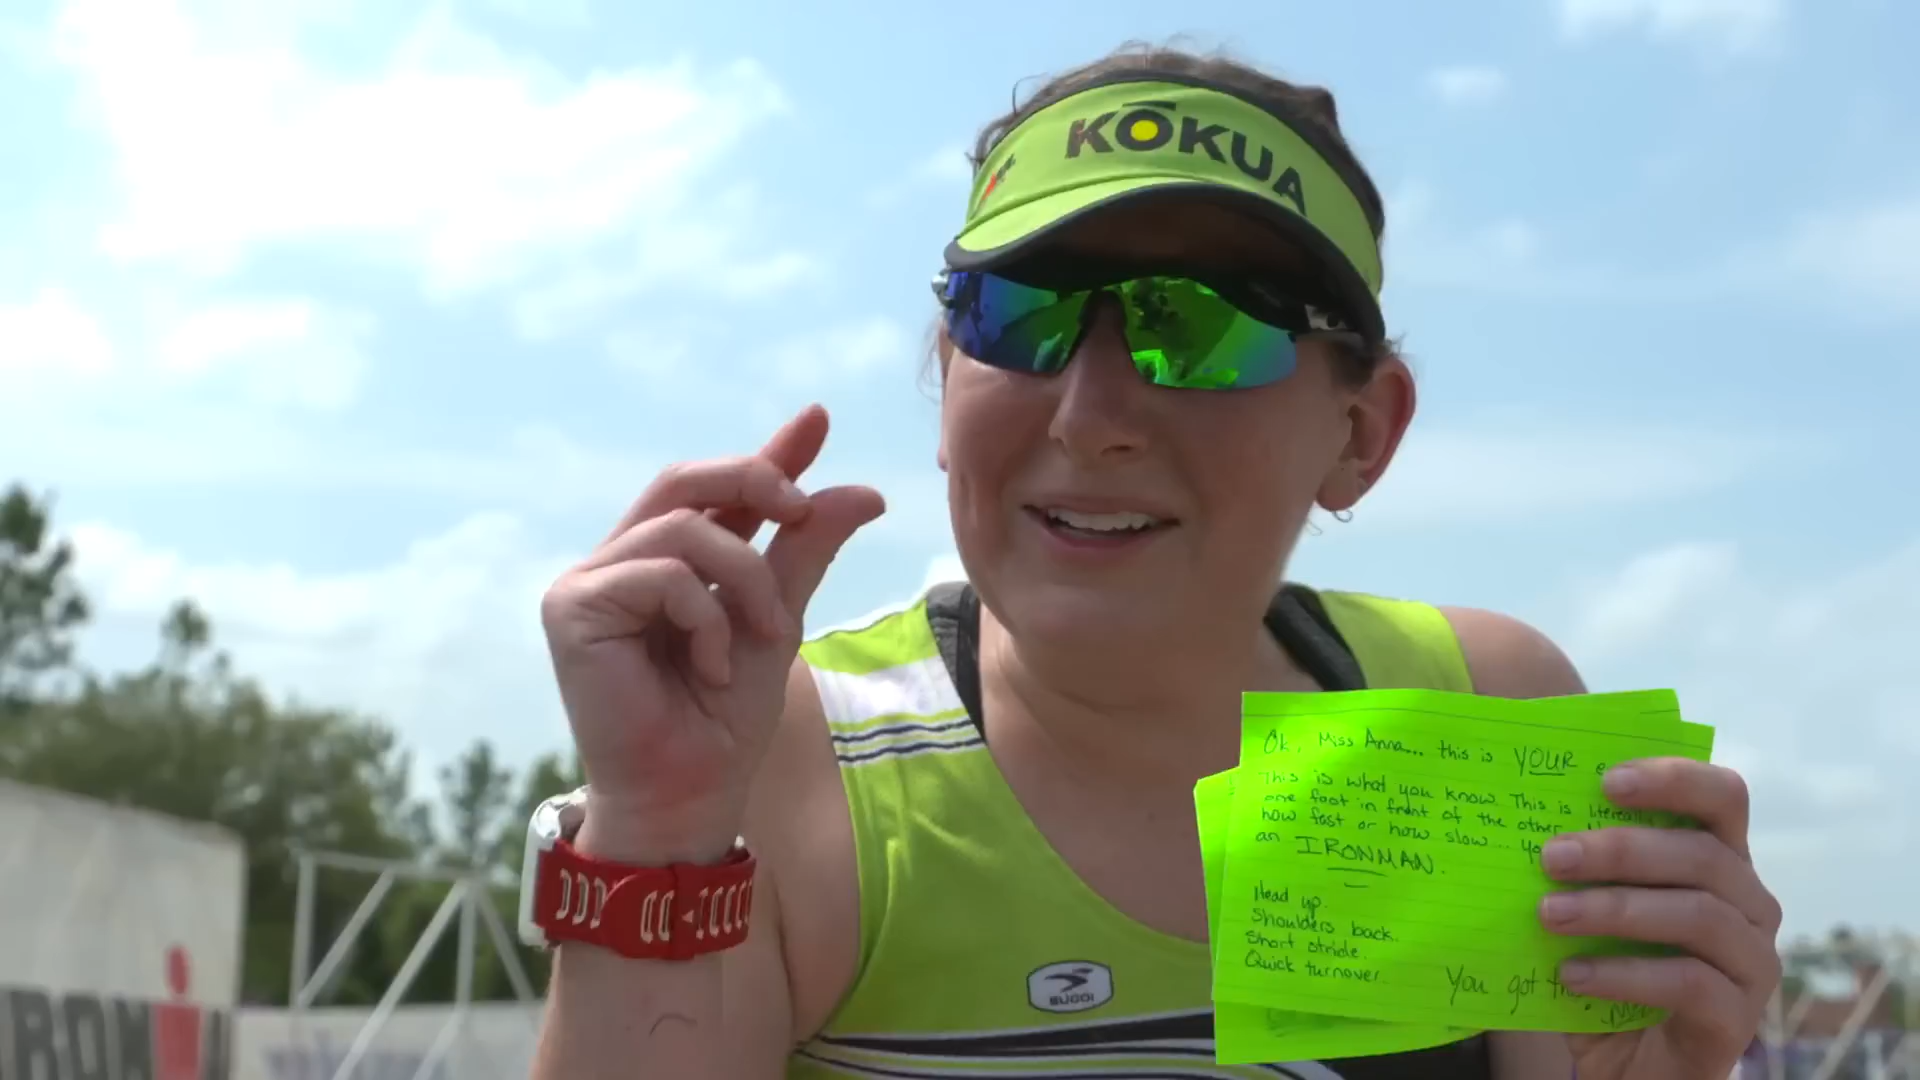 KŌKUA
Ok, Miss Anna... this is YOUR
This is what you know. This is literally
one foot in front of the other.
how fast or how slow...
an IRONMAN.
Head up.
Shoulders back.
Short stride.
Quick turnover.
You got
SUGOI